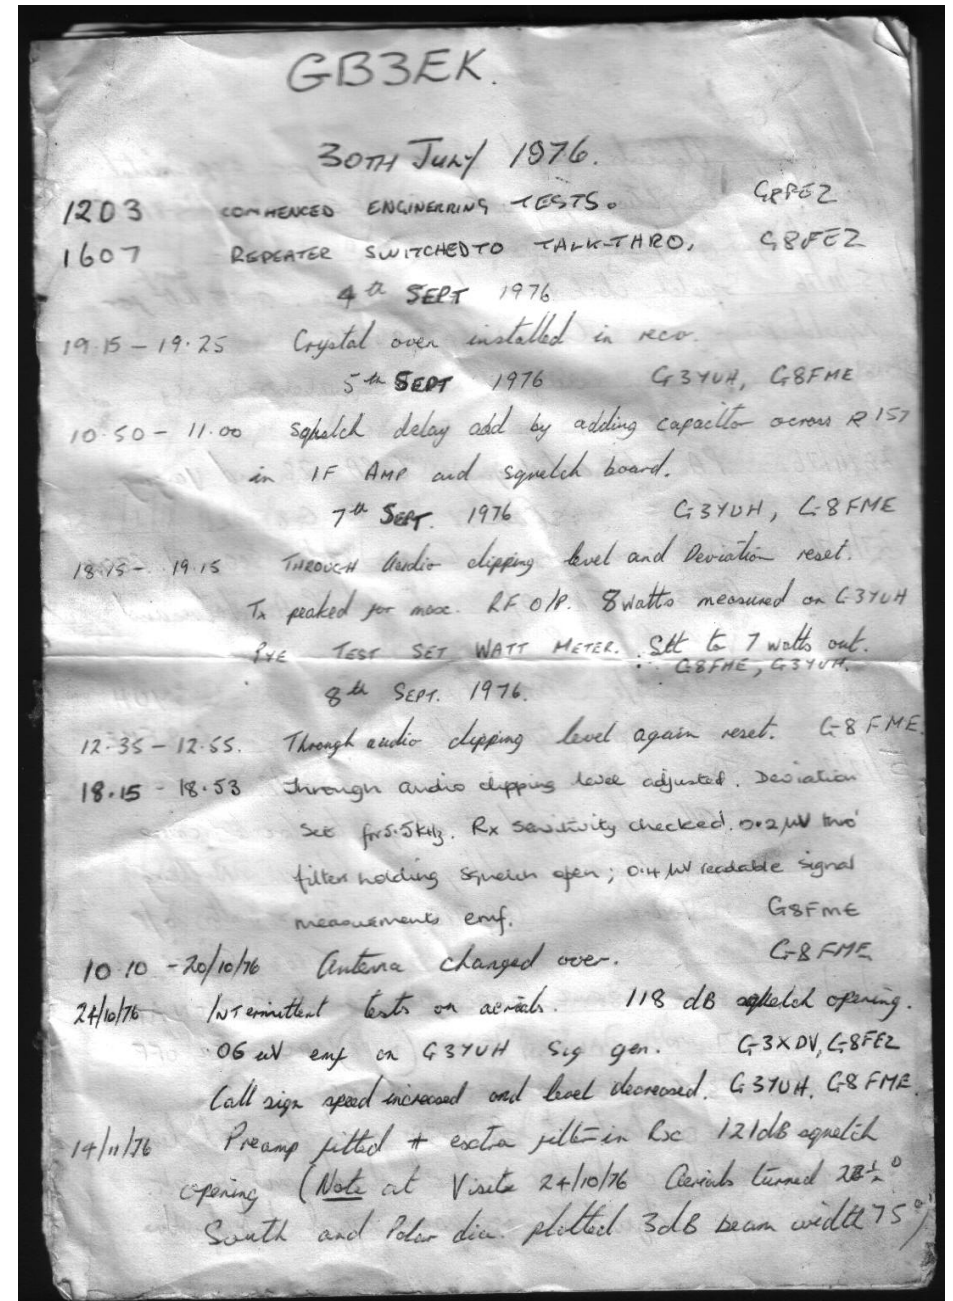 GB3EK.
30TH JULY 1976.
1203 COMMENCED ENGINERRING TESTS. G8FEZ
1607 REPEATER SWITCHED TO TALK-THRO. G8FEZ
4th SEPT 1976
19.15 - 19.25 Crystal oven installed in
5th SEPT 1976 G3YUH, G8FME
10.50 - 11.00 Squelch delay add by adding capacitor across R 157
in IF AMP and squelch board.
7th SEPT. 1976 G3YUH, G8FME
18.15 - 19.15 THROUGH Audio clipping level and Deviation reset.
Tx peaked for max. RF O/P. 8 watts measured on G3YUH
PYE TEST SET WATT METER. Set to 7 watts out.
G8FME, G3YUH.
8th SEPT. 1976.
12.35 - 12.55. Through audio clipping level again reset. G8FME.
18.15 - 18.53 Through audio clipping level adjusted. Deviation
set for 5.5kHz. Rx sensitivity checked. 0.2µV thro'
filter holding squelch open; 0.4µV readable signal
measurements emf. G8FME
10.10 - 20/10/76 Antenna changed over. G8FME
24/10/76 INTermittent tests on aerials. 118 dB squelch opening.
06 uV emf on G3YUH Sig gen. G3XDV, G8FEZ
Call sign speed increased and level decreased. G3YUH, G8FME.
14/11/76 Preamp fitted + extra filter in 121dB squelch
opening (Note at Visit 24/10/76 Aerials turned
South and Polar dia. plotted 3dB beam width 75°)